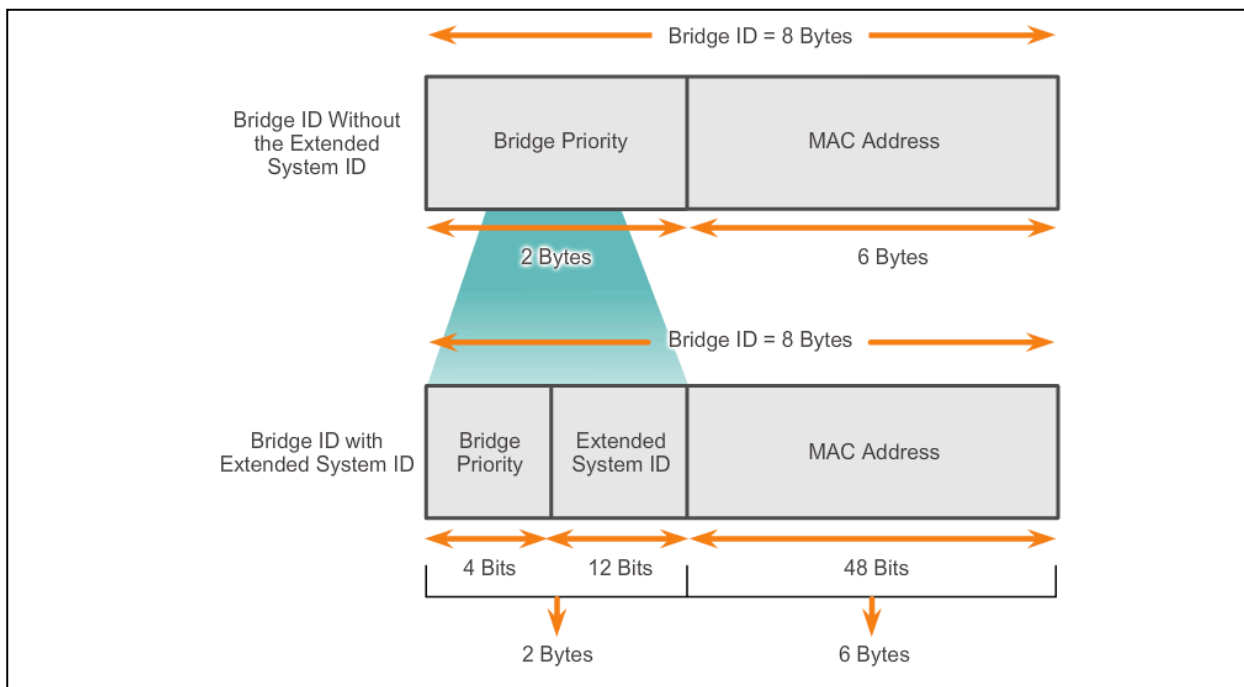 Bridge ID = 8 Bytes
Bridge ID Without
the Extended
System ID
Bridge Priority
MAC Address
2 Bytes
6 Bytes
Bridge ID = 8 Bytes
Bridge ID with
Extended System ID
Bridge
Priority
Extended
System ID
MAC Address
4 Bits
12 Bits
48 Bits
2 Bytes
6 Bytes